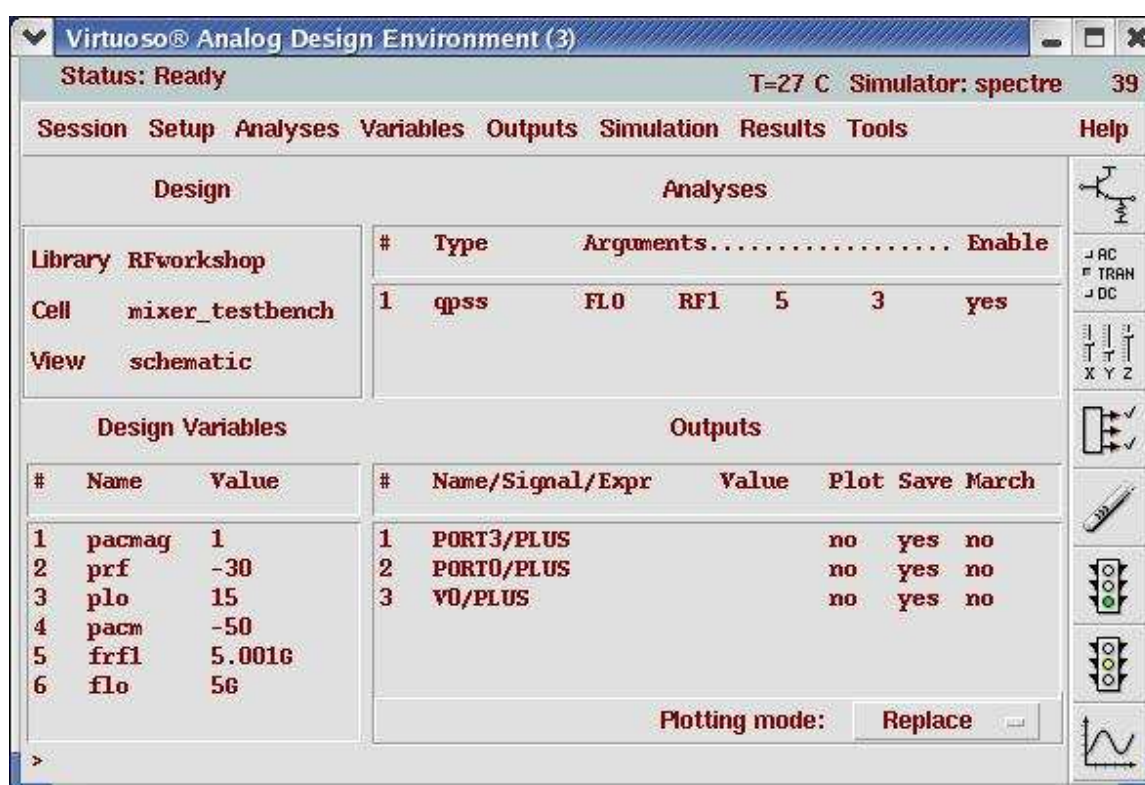 Virtuoso® Analog Design Environment (3)
Status: Ready T=27 C Simulator: spectre 39
Session Setup Analyses Variables Outputs Simulation Results Tools Help
Design
Library RFworkshop
Cell mixer_testbench
View schematic
Analyses
# Type Arguments................... Enable
1 qpss FLO RF1 5 3 yes
Design Variables
# Name Value
1 pacmag 1
2 prf -30
3 plo 15
4 pacm -50
5 frf1 5.001G
6 flo 5G
Outputs
# Name/Signal/Expr Value Plot Save March
1 PORT3/PLUS no yes no
2 PORT0/PLUS no yes no
3 V0/PLUS no yes no
Plotting mode: Replace
>
AC
TRAN
DC
X Y Z